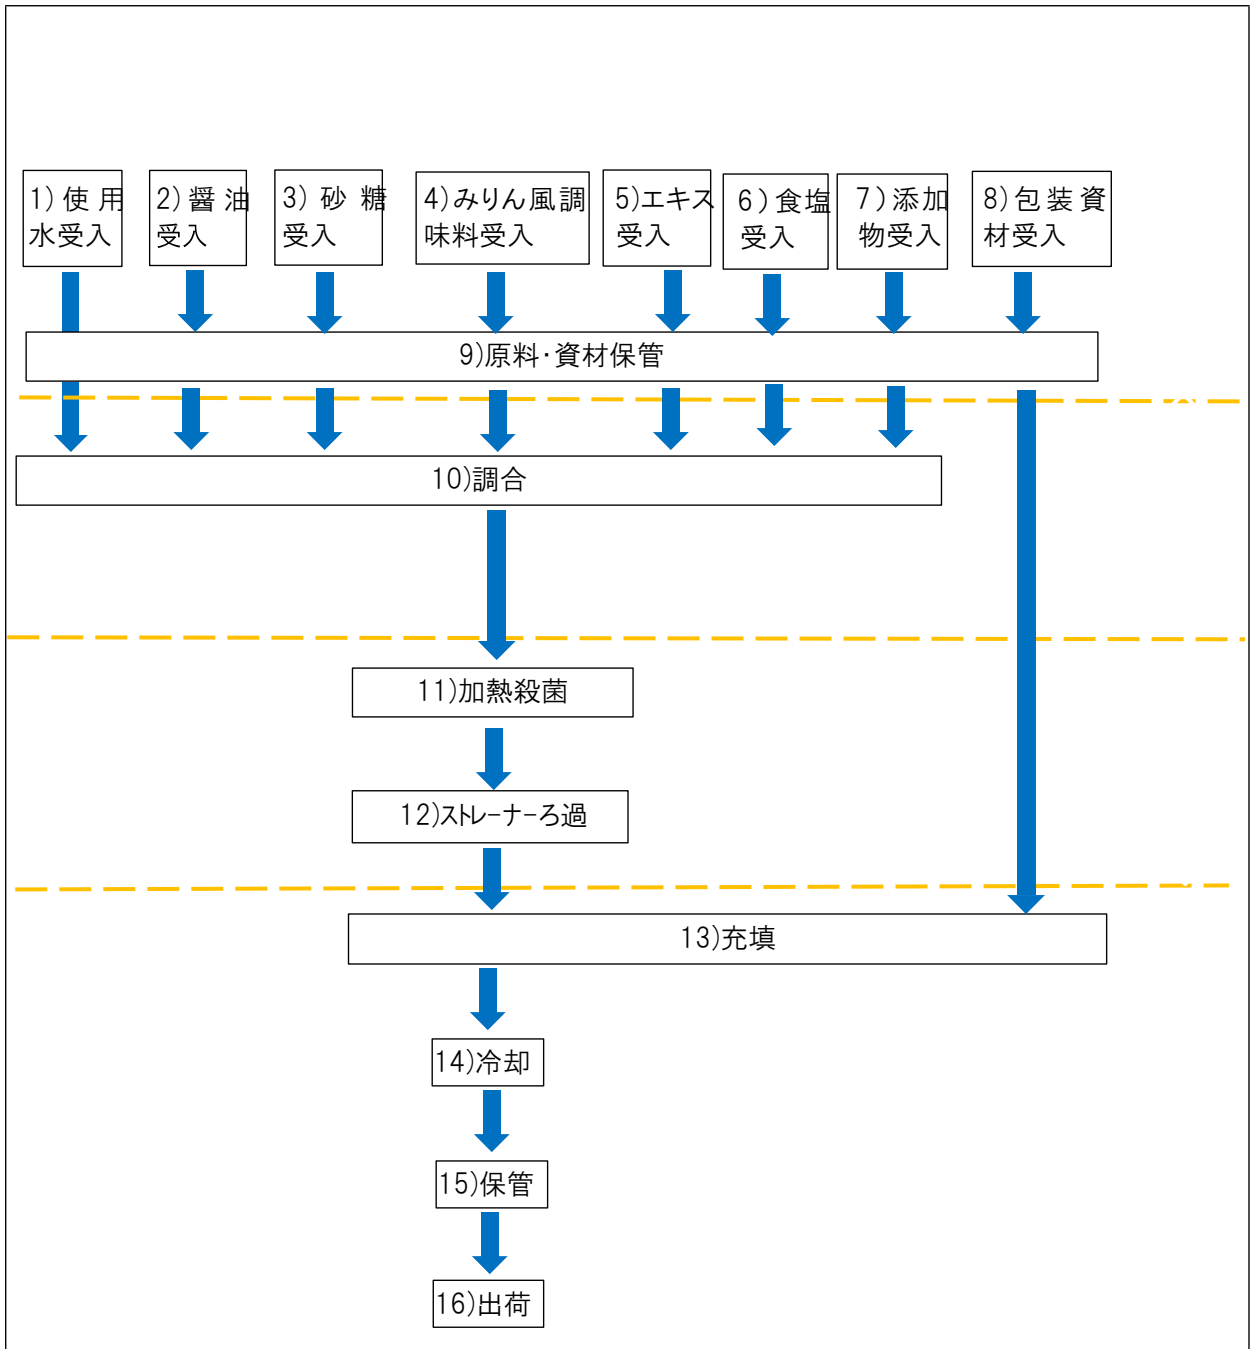 1)使用
水受入
2)醤油
受入
3)砂糖
受入
4)みりん風調
味料受入
5)エキス
受入
6)食塩
受入
7)添加
物受入
8)包装資
材受入
9)原料・資材保管
10)調合
11)加熱殺菌
12)ストレーナーろ過
13)充填
14)冷却
15)保管
16)出荷